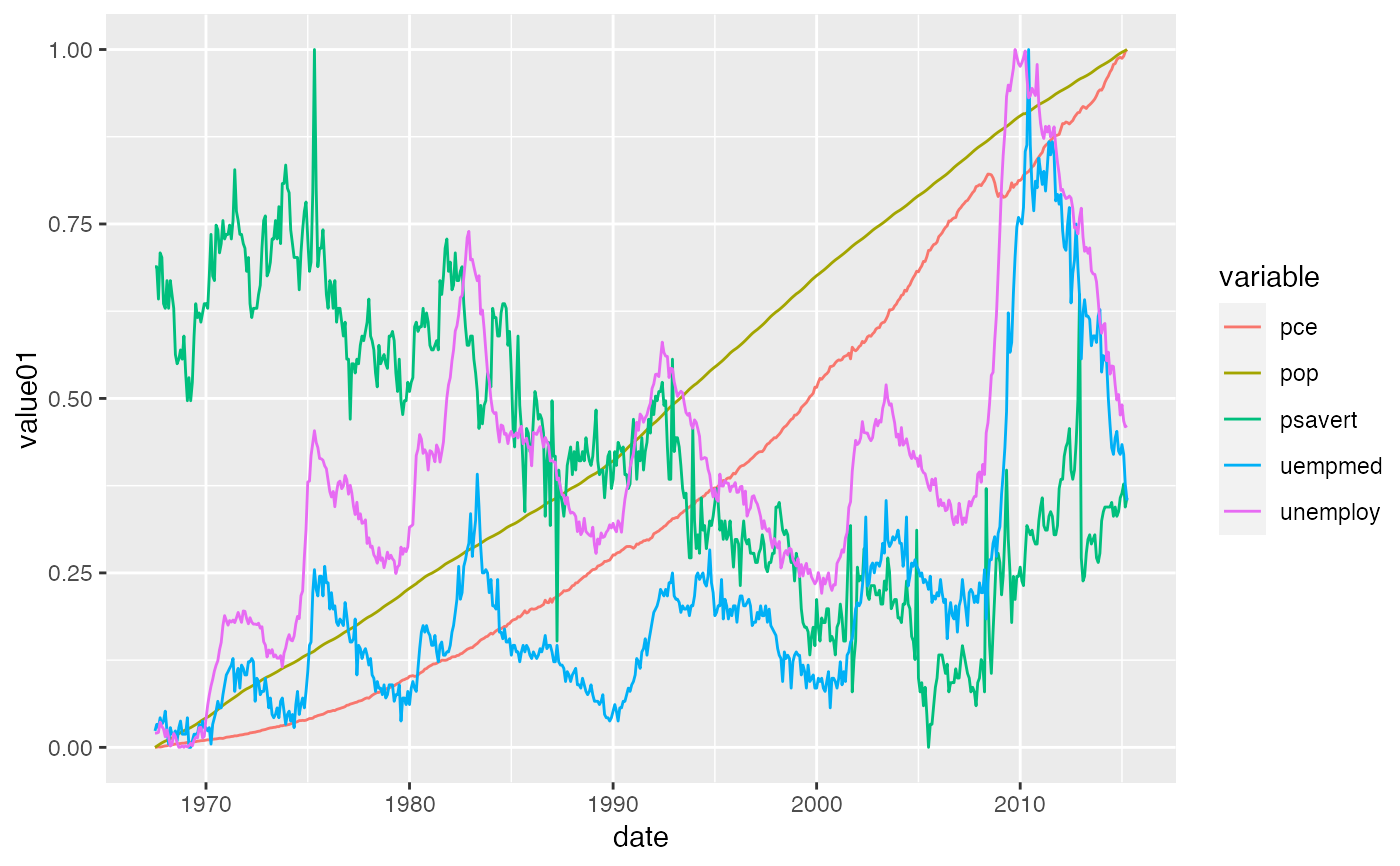 value01
1.00
0.75
0.50
0.25
0.00
1970 1980 1990 2000 2010
date
variable
pce
pop
psavert
uempmed
unemploy